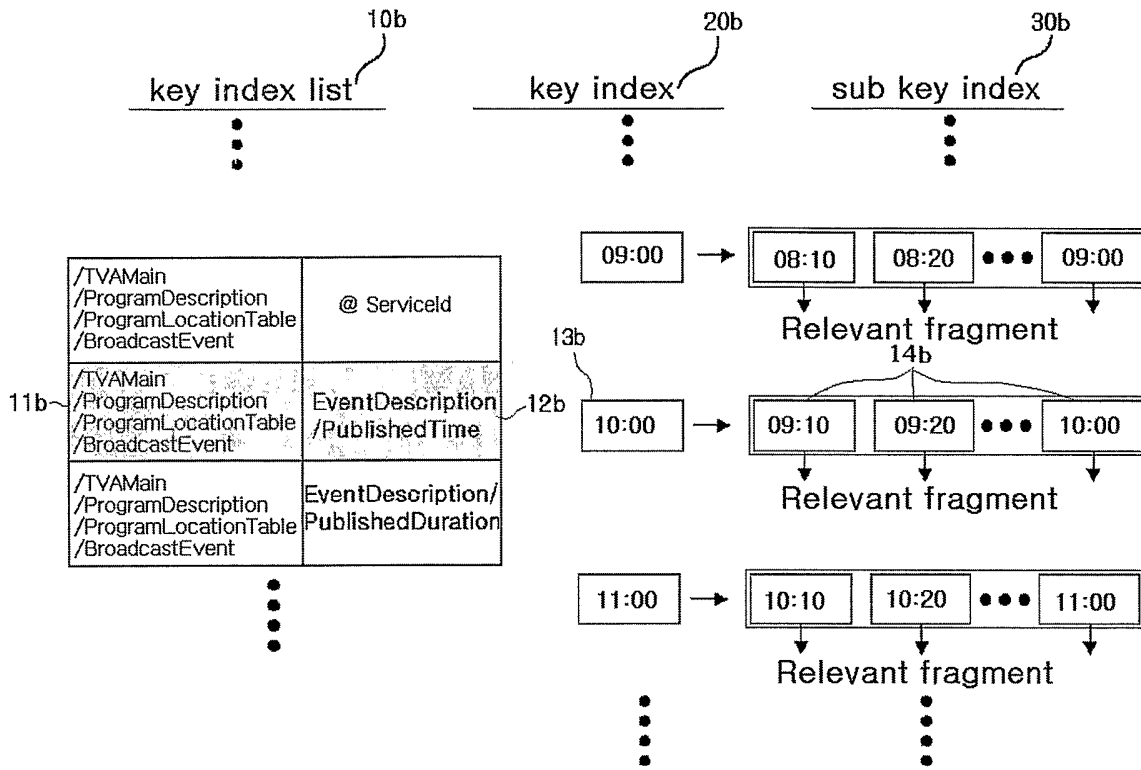 10b
20b
30b
key index list
key index
sub key index
09:00
08:10
08:20
09:00
/TVAMain
/ProgramDescription
/ProgramLocationTable
/BroadcastEvent
@ ServiceId
Relevant fragment
13b
14b
11b
/TVAMain
/ProgramDescription
/ProgramLocationTable
/BroadcastEvent
EventDescription
/PublishedTime
12b
10:00
09:10
09:20
10:00
/TVAMain
/ProgramDescription
/ProgramLocationTable
/BroadcastEvent
EventDescription/
PublishedDuration
Relevant fragment
11:00
10:10
10:20
11:00
Relevant fragment